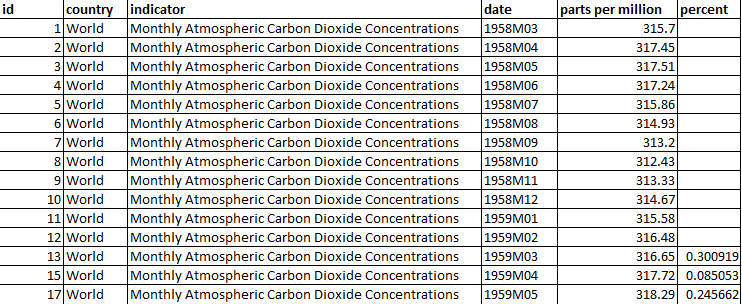 id country indicator date parts per million percent
1 World Monthly Atmospheric Carbon Dioxide Concentrations 1958M03 315.7
2 World Monthly Atmospheric Carbon Dioxide Concentrations 1958M04 317.45
3 World Monthly Atmospheric Carbon Dioxide Concentrations 1958M05 317.51
4 World Monthly Atmospheric Carbon Dioxide Concentrations 1958M06 317.24
5 World Monthly Atmospheric Carbon Dioxide Concentrations 1958M07 315.86
6 World Monthly Atmospheric Carbon Dioxide Concentrations 1958M08 314.93
7 World Monthly Atmospheric Carbon Dioxide Concentrations 1958M09 313.2
8 World Monthly Atmospheric Carbon Dioxide Concentrations 1958M10 312.43
9 World Monthly Atmospheric Carbon Dioxide Concentrations 1958M11 313.33
10 World Monthly Atmospheric Carbon Dioxide Concentrations 1958M12 314.67
11 World Monthly Atmospheric Carbon Dioxide Concentrations 1959M01 315.58
12 World Monthly Atmospheric Carbon Dioxide Concentrations 1959M02 316.48
13 World Monthly Atmospheric Carbon Dioxide Concentrations 1959M03 316.65 0.300919
15 World Monthly Atmospheric Carbon Dioxide Concentrations 1959M04 317.72 0.085053
17 World Monthly Atmospheric Carbon Dioxide Concentrations 1959M05 318.29 0.245662